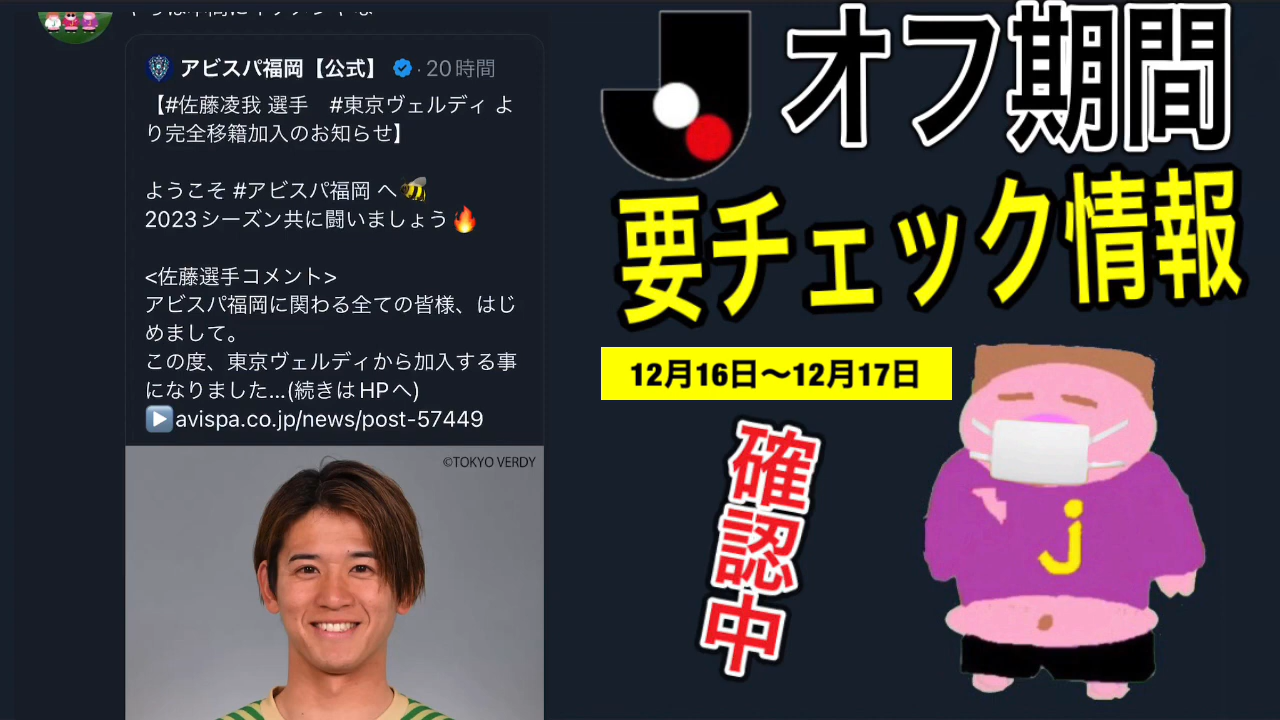 アビスパ福岡【公式】 · 20時間
【#佐藤凌我 選手　#東京ヴェルディ よ
り完全移籍加入のお知らせ】
ようこそ #アビスパ福岡 へ🐝
2023シーズン共に闘いましょう🔥
<佐藤選手コメント>
アビスパ福岡に関わる全ての皆様、はじ
めまして。
この度、東京ヴェルディから加入する事
になりました...(続きはHPへ)
▶️avispa.co.jp/news/post-57449
©TOKYO VERDY
オフ期間
要チェック情報
12月16日〜12月17日
確認中
j